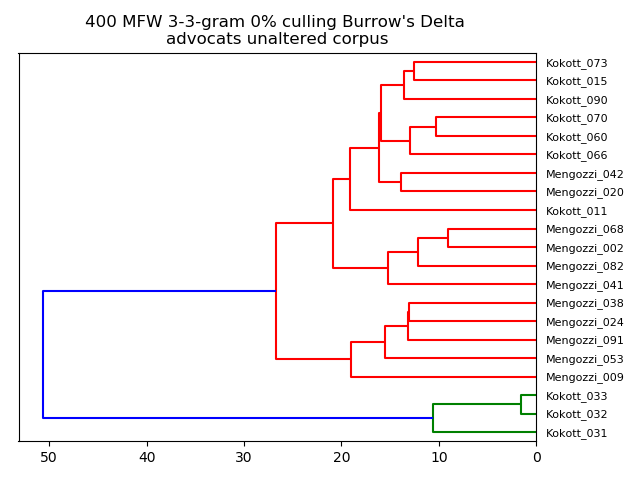 400 MFW 3-3-gram 0% culling Burrow's Delta
advocats unaltered corpus
Kokott_073
Kokott_015
Kokott_090
Kokott_070
Kokott_060
Kokott_066
Mengozzi_042
Mengozzi_020
Kokott_011
Mengozzi_068
Mengozzi_002
Mengozzi_082
Mengozzi_041
Mengozzi_038
Mengozzi_024
Mengozzi_091
Mengozzi_053
Mengozzi_009
Kokott_033
Kokott_032
Kokott_031
50 40 30 20 10 0